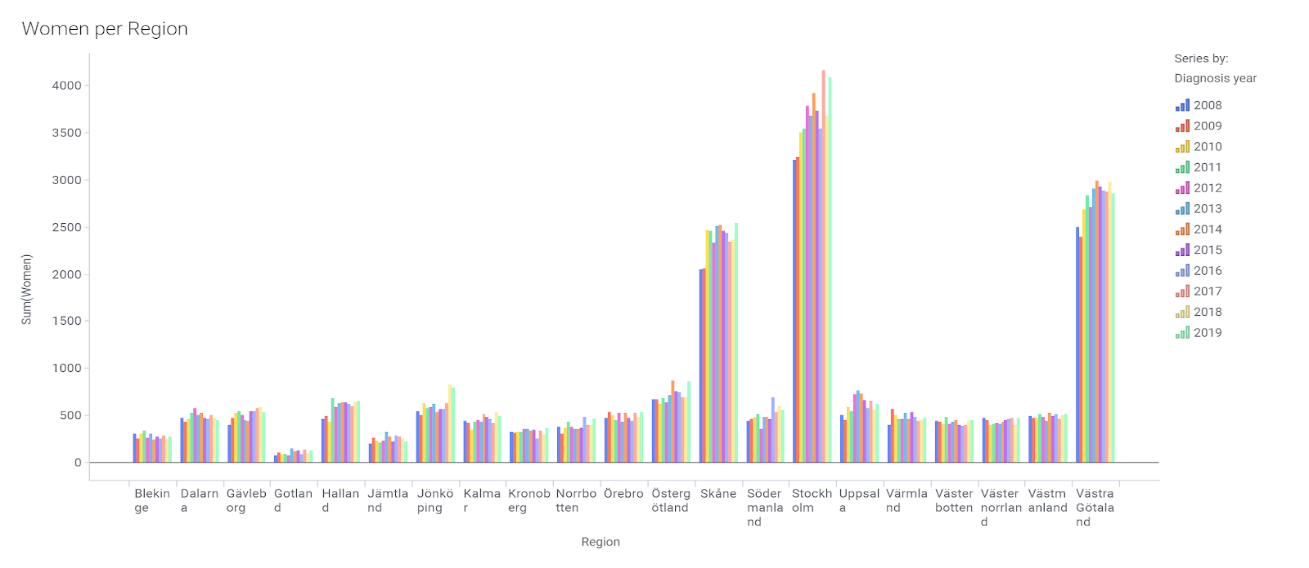 Women per Region
Series by:
Diagnosis year
2008
2009
2010
2011
2012
2013
2014
2015
2016
2017
2018
2019
Sum(Women)
4000
3500
3000
2500
2000
1500
1000
500
0
Blekin Dalarn Gävleb Gotlan Hallan Jämtla Jönkö Kalma Kronob Norrbo Örebro Österg Skåne Söder Stockh Uppsal Värmla Väster Väster Västm Västra
ge a org d d nd ping r erg tten ötland manla olm a nd botten norrlan anland Götala
nd d nd
Region